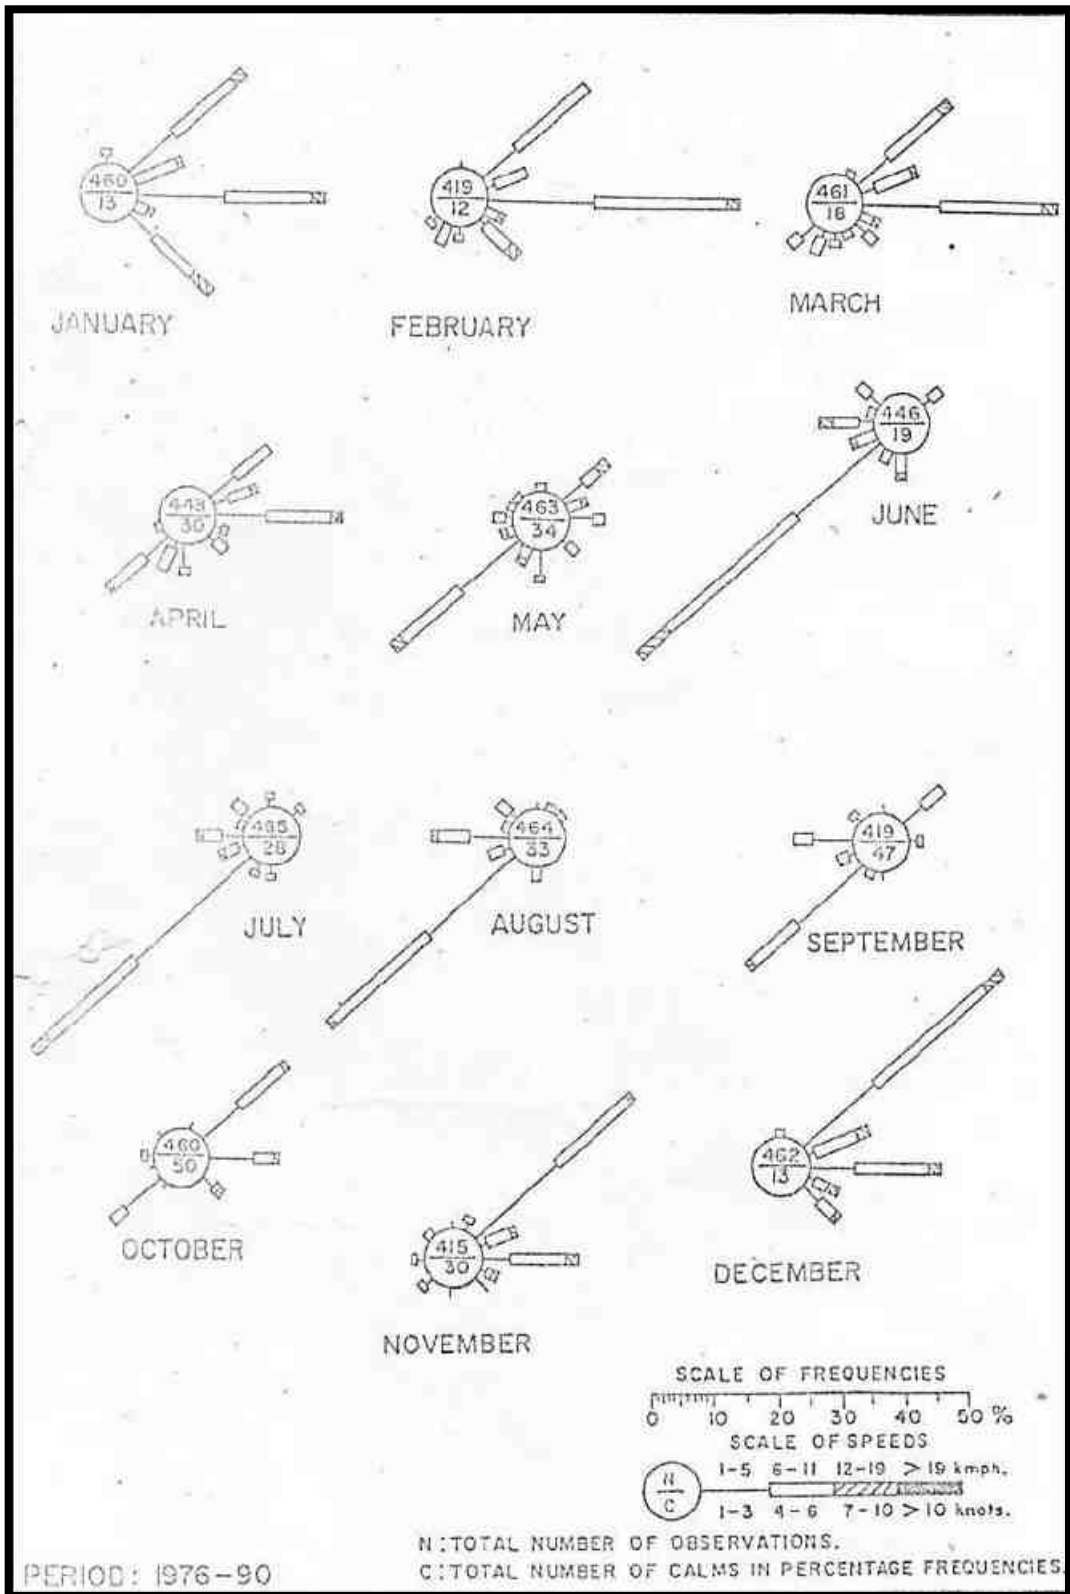 460
13
419
12
461
18
JANUARY
FEBRUARY
MARCH
448
30
463
34
446
19
APRIL
MAY
JUNE
485
28
464
33
419
47
JULY
AUGUST
SEPTEMBER
460
50
415
30
462
13
OCTOBER
NOVEMBER
DECEMBER
SCALE OF FREQUENCIES
0 10 20 30 40 50 %
SCALE OF SPEEDS
1-5 6-11 12-19 >19 kmph.
N
C
1-3 4-6 7-10 >10 knots.
N:TOTAL NUMBER OF OBSERVATIONS.
C:TOTAL NUMBER OF CALMS IN PERCENTAGE FREQUENCIES.
PERIOD: 1976-90